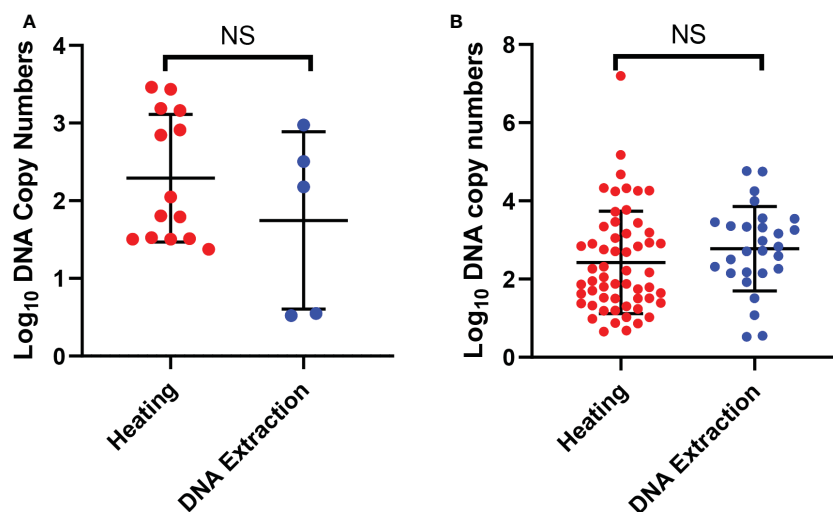 A
NS
Log10 DNA Copy Numbers
4
3
2
1
0
Heating
DNA Extraction
B
NS
Log10 DNA copy numbers
8
6
4
2
0
Heating
DNA Extraction